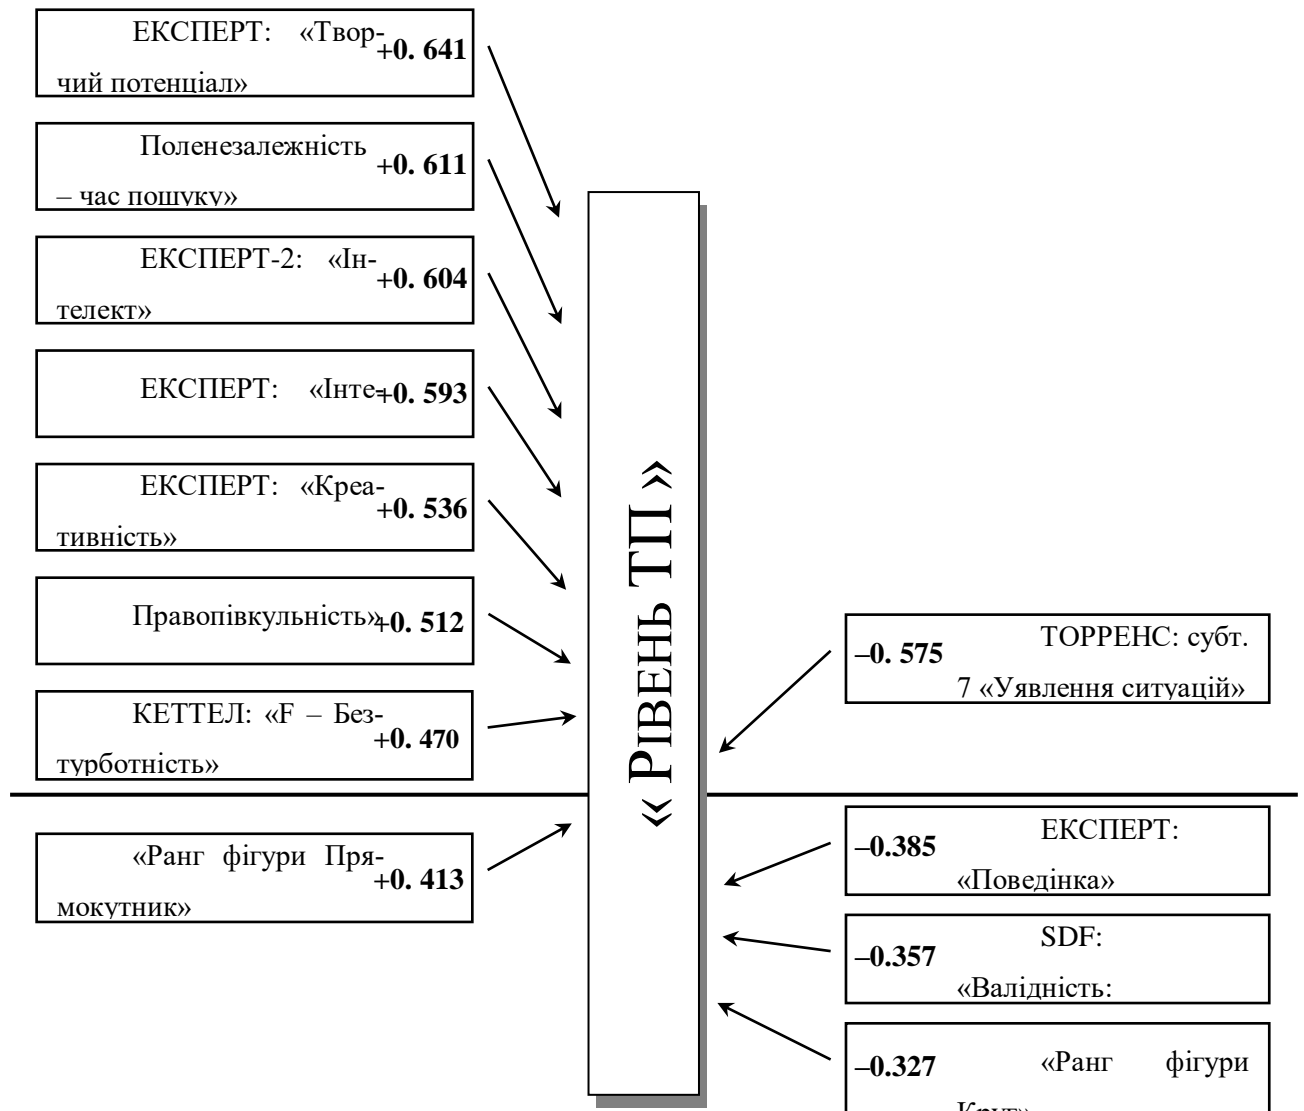 ЕКСПЕРТ: «Твор-
+0. 641
чий потенціал»
Поленезалежність
+0. 611
– час пошуку»
ЕКСПЕРТ-2: «Ін-
+0. 604
телект»
ЕКСПЕРТ: «Інте-
+0. 593
ЕКСПЕРТ: «Креа-
+0. 536
тивність»
Правопівкульність»
+0. 512
КЕТТЕЛ: «F – Без-
+0. 470
турботність»
«Ранг фігури Пря-
+0. 413
мокутник»
« РІВЕНЬ ТП »
ТОРРЕНС: субт.
–0. 575
7 «Уявлення ситуацій»
ЕКСПЕРТ:
–0.385
«Поведінка»
SDF:
–0.357
«Валідність:
«Ранг фігури
–0.327
Круг»